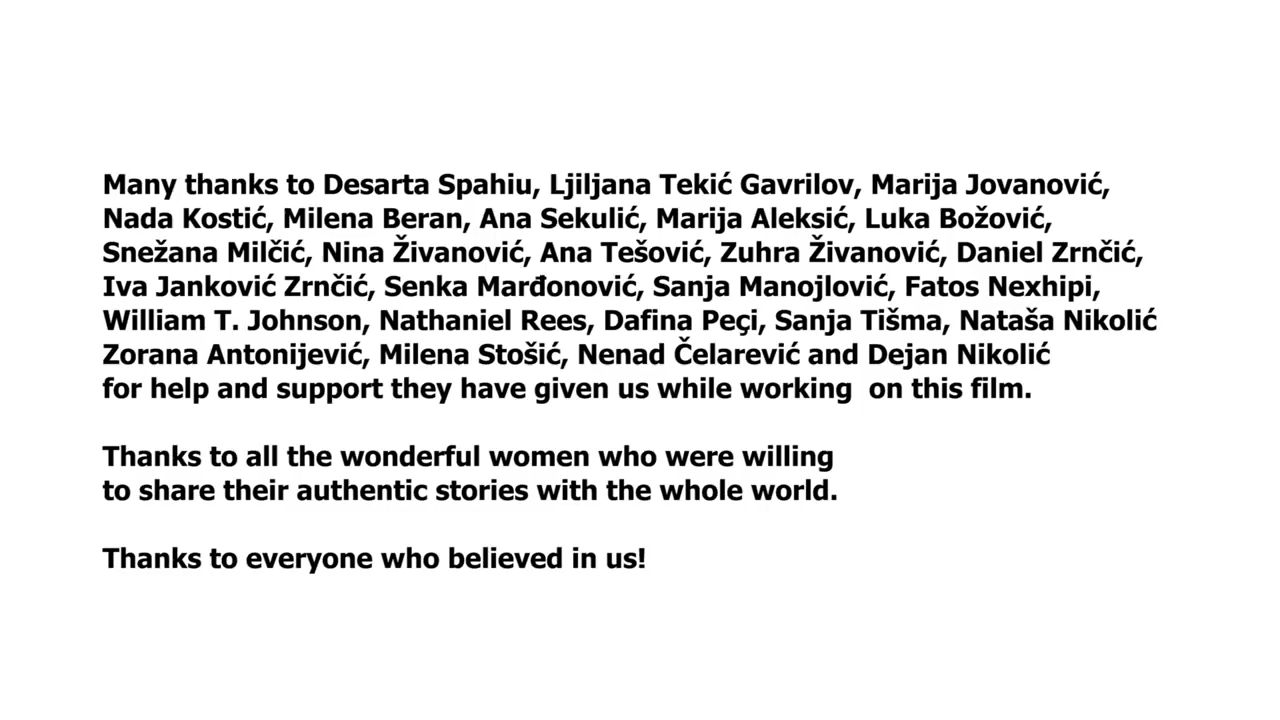 Many thanks to Desarta Spahiu, Ljiljana Tekić Gavrilov, Marija Jovanović,
Nada Kostić, Milena Beran, Ana Sekulić, Marija Aleksić, Luka Božović,
Snežana Milčić, Nina Živanović, Ana Tešović, Zuhra Živanović, Daniel Zrnčić,
Iva Janković Zrnčić, Senka Marđonović, Sanja Manojlović, Fatos Nexhipi,
William T. Johnson, Nathaniel Rees, Dafina Peçi, Sanja Tišma, Nataša Nikolić
Zorana Antonijević, Milena Stošić, Nenad Čelarević and Dejan Nikolić
for help and support they have given us while working  on this film.
Thanks to all the wonderful women who were willing
to share their authentic stories with the whole world.
Thanks to everyone who believed in us!